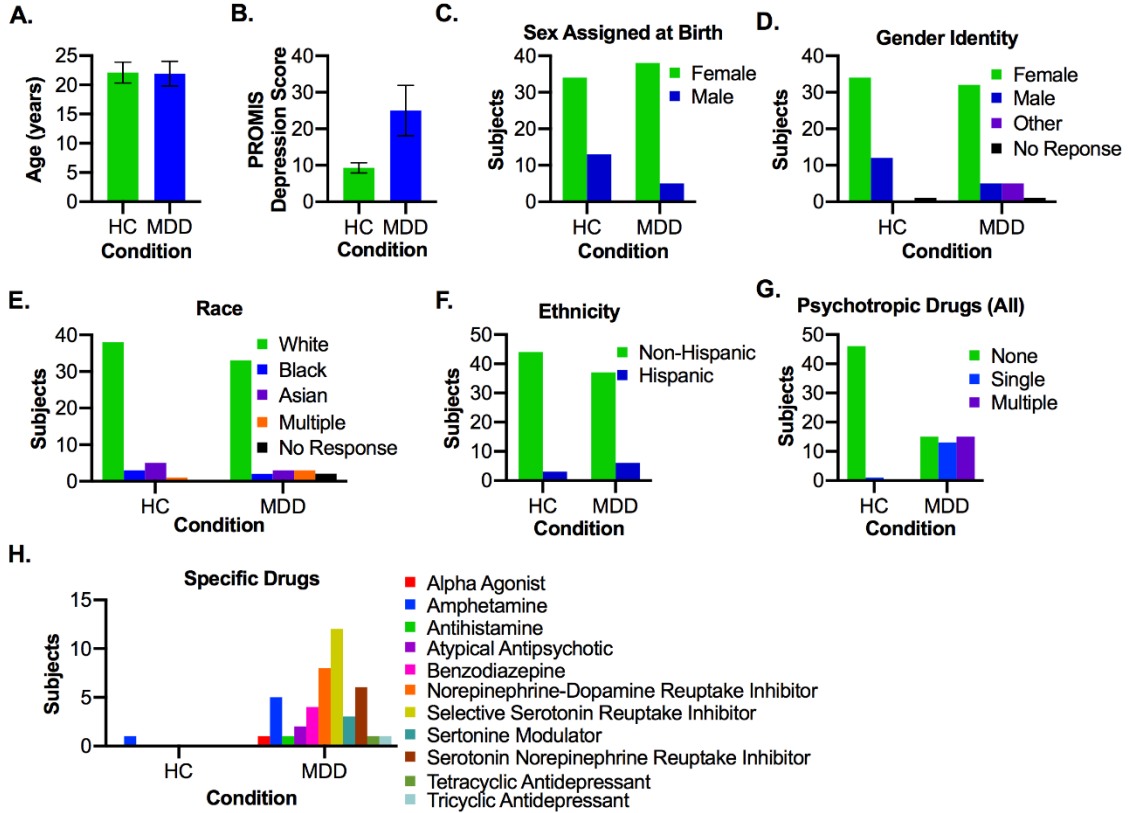 A.
Age (years)
25
20
15
10
5
0
HC MDD
Condition
B.
PROMIS
Depression Score
40
30
20
10
0
HC MDD
Condition
C.
Sex Assigned at Birth
Subjects
40
30
20
10
0
Female
Male
HC MDD
Condition
D.
Gender Identity
Subjects
40
30
20
10
0
Female
Male
Other
No Reponse
HC MDD
Condition
E.
Race
Subjects
40
30
20
10
0
White
Black
Asian
Multiple
No Response
HC MDD
Condition
F.
Ethnicity
Subjects
50
40
30
20
10
0
Non-Hispanic
Hispanic
HC MDD
Condition
G.
Psychotropic Drugs (All)
Subjects
50
40
30
20
10
0
None
Single
Multiple
HC MDD
Condition
H.
Specific Drugs
Subjects
15
10
5
0
HC MDD
Condition
Alpha Agonist
Amphetamine
Antihistamine
Atypical Antipsychotic
Benzodiazepine
Norepinephrine-Dopamine Reuptake Inhibitor
Selective Serotonin Reuptake Inhibitor
Sertonine Modulator
Serotonin Norepinephrine Reuptake Inhibitor
Tetracyclic Antidepressant
Tricyclic Antidepressant